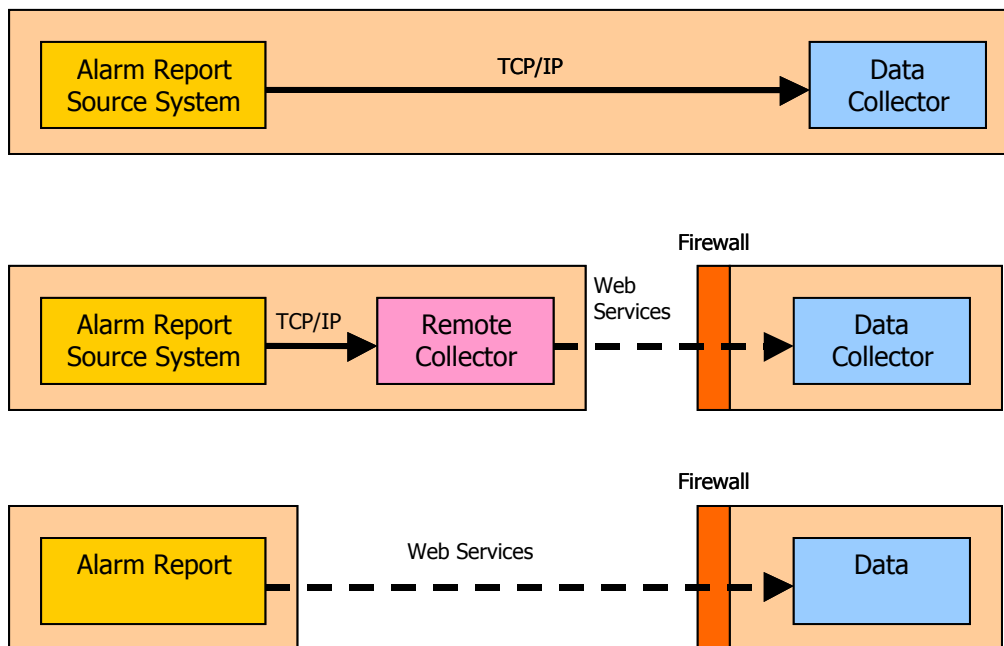 Alarm Report
Source System
TCP/IP
Data
Collector
Firewall
Alarm Report
Source System
TCP/IP
Remote
Collector
Web
Services
Data
Collector
Firewall
Alarm Report
Web Services
Data